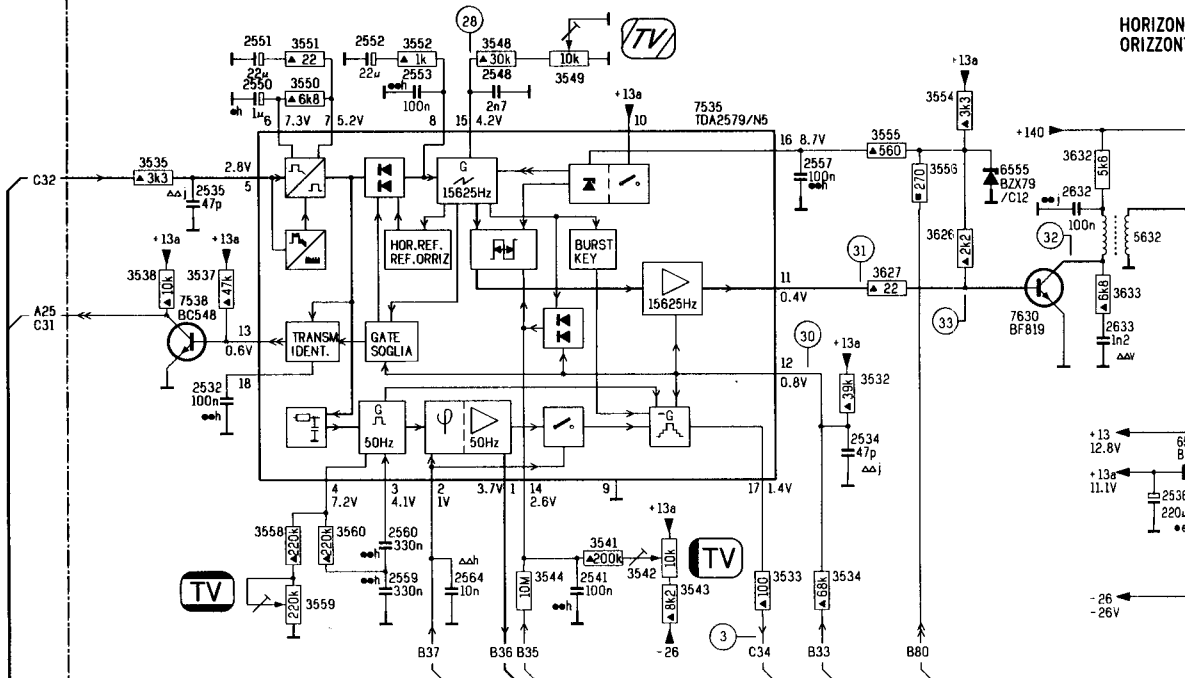 28
TV
HORIZON
ORIZZONT
2551
22µ
3551
22
2550
1µ
h
3550
6k8
2552
22µ
3552
1k
2553
100n
h
3548
30k
2548
2n7
10k
3549
+13a
3554
3k3
+13a
7535
TDA2579/N5
6
7.3V
7
5.2V
8
15
4.2V
10
16
8.7V
3555
560
3556
270
2557
100n
h
6555
BZX79
/C12
+140
3632
5k6
2632
100n
j
32
5632
C32
3535
3k3
2.8V
5
2535
47p
j
G
15625Hz
HOR.REF.
REF.ORRIZ
BURST
KEY
15625Hz
11
0.4V
31
3627
22
3626
2k2
33
7630
BF819
6k8
3633
2633
1n2
v
+13a
+13a
3538
10k
3537
47k
7538
BC548
A25
C31
13
0.6V
TRANSM.
IDENT.
GATE
SOGLIA
18
2532
100n
h
30
12
0.8V
+13a
39k
3532
2534
47p
j
G
50Hz
φ
50Hz
-G
+13
12.8V
+13a
11.1V
2536
220µ
-26
-26V
4
7.2V
3
4.1V
2
1V
3.7V
1
14
2.6V
9
17
1.4V
3558
220k
220k
3560
2560
330n
h
2559
330n
h
TV
220k
3559
h
2564
10n
10M
3544
2541
100n
h
3541
200k
3542
+13a
10k
TV
8k2
3543
-26
100
3533
3
68k
3534
B37
B36
B35
C34
B33
B80